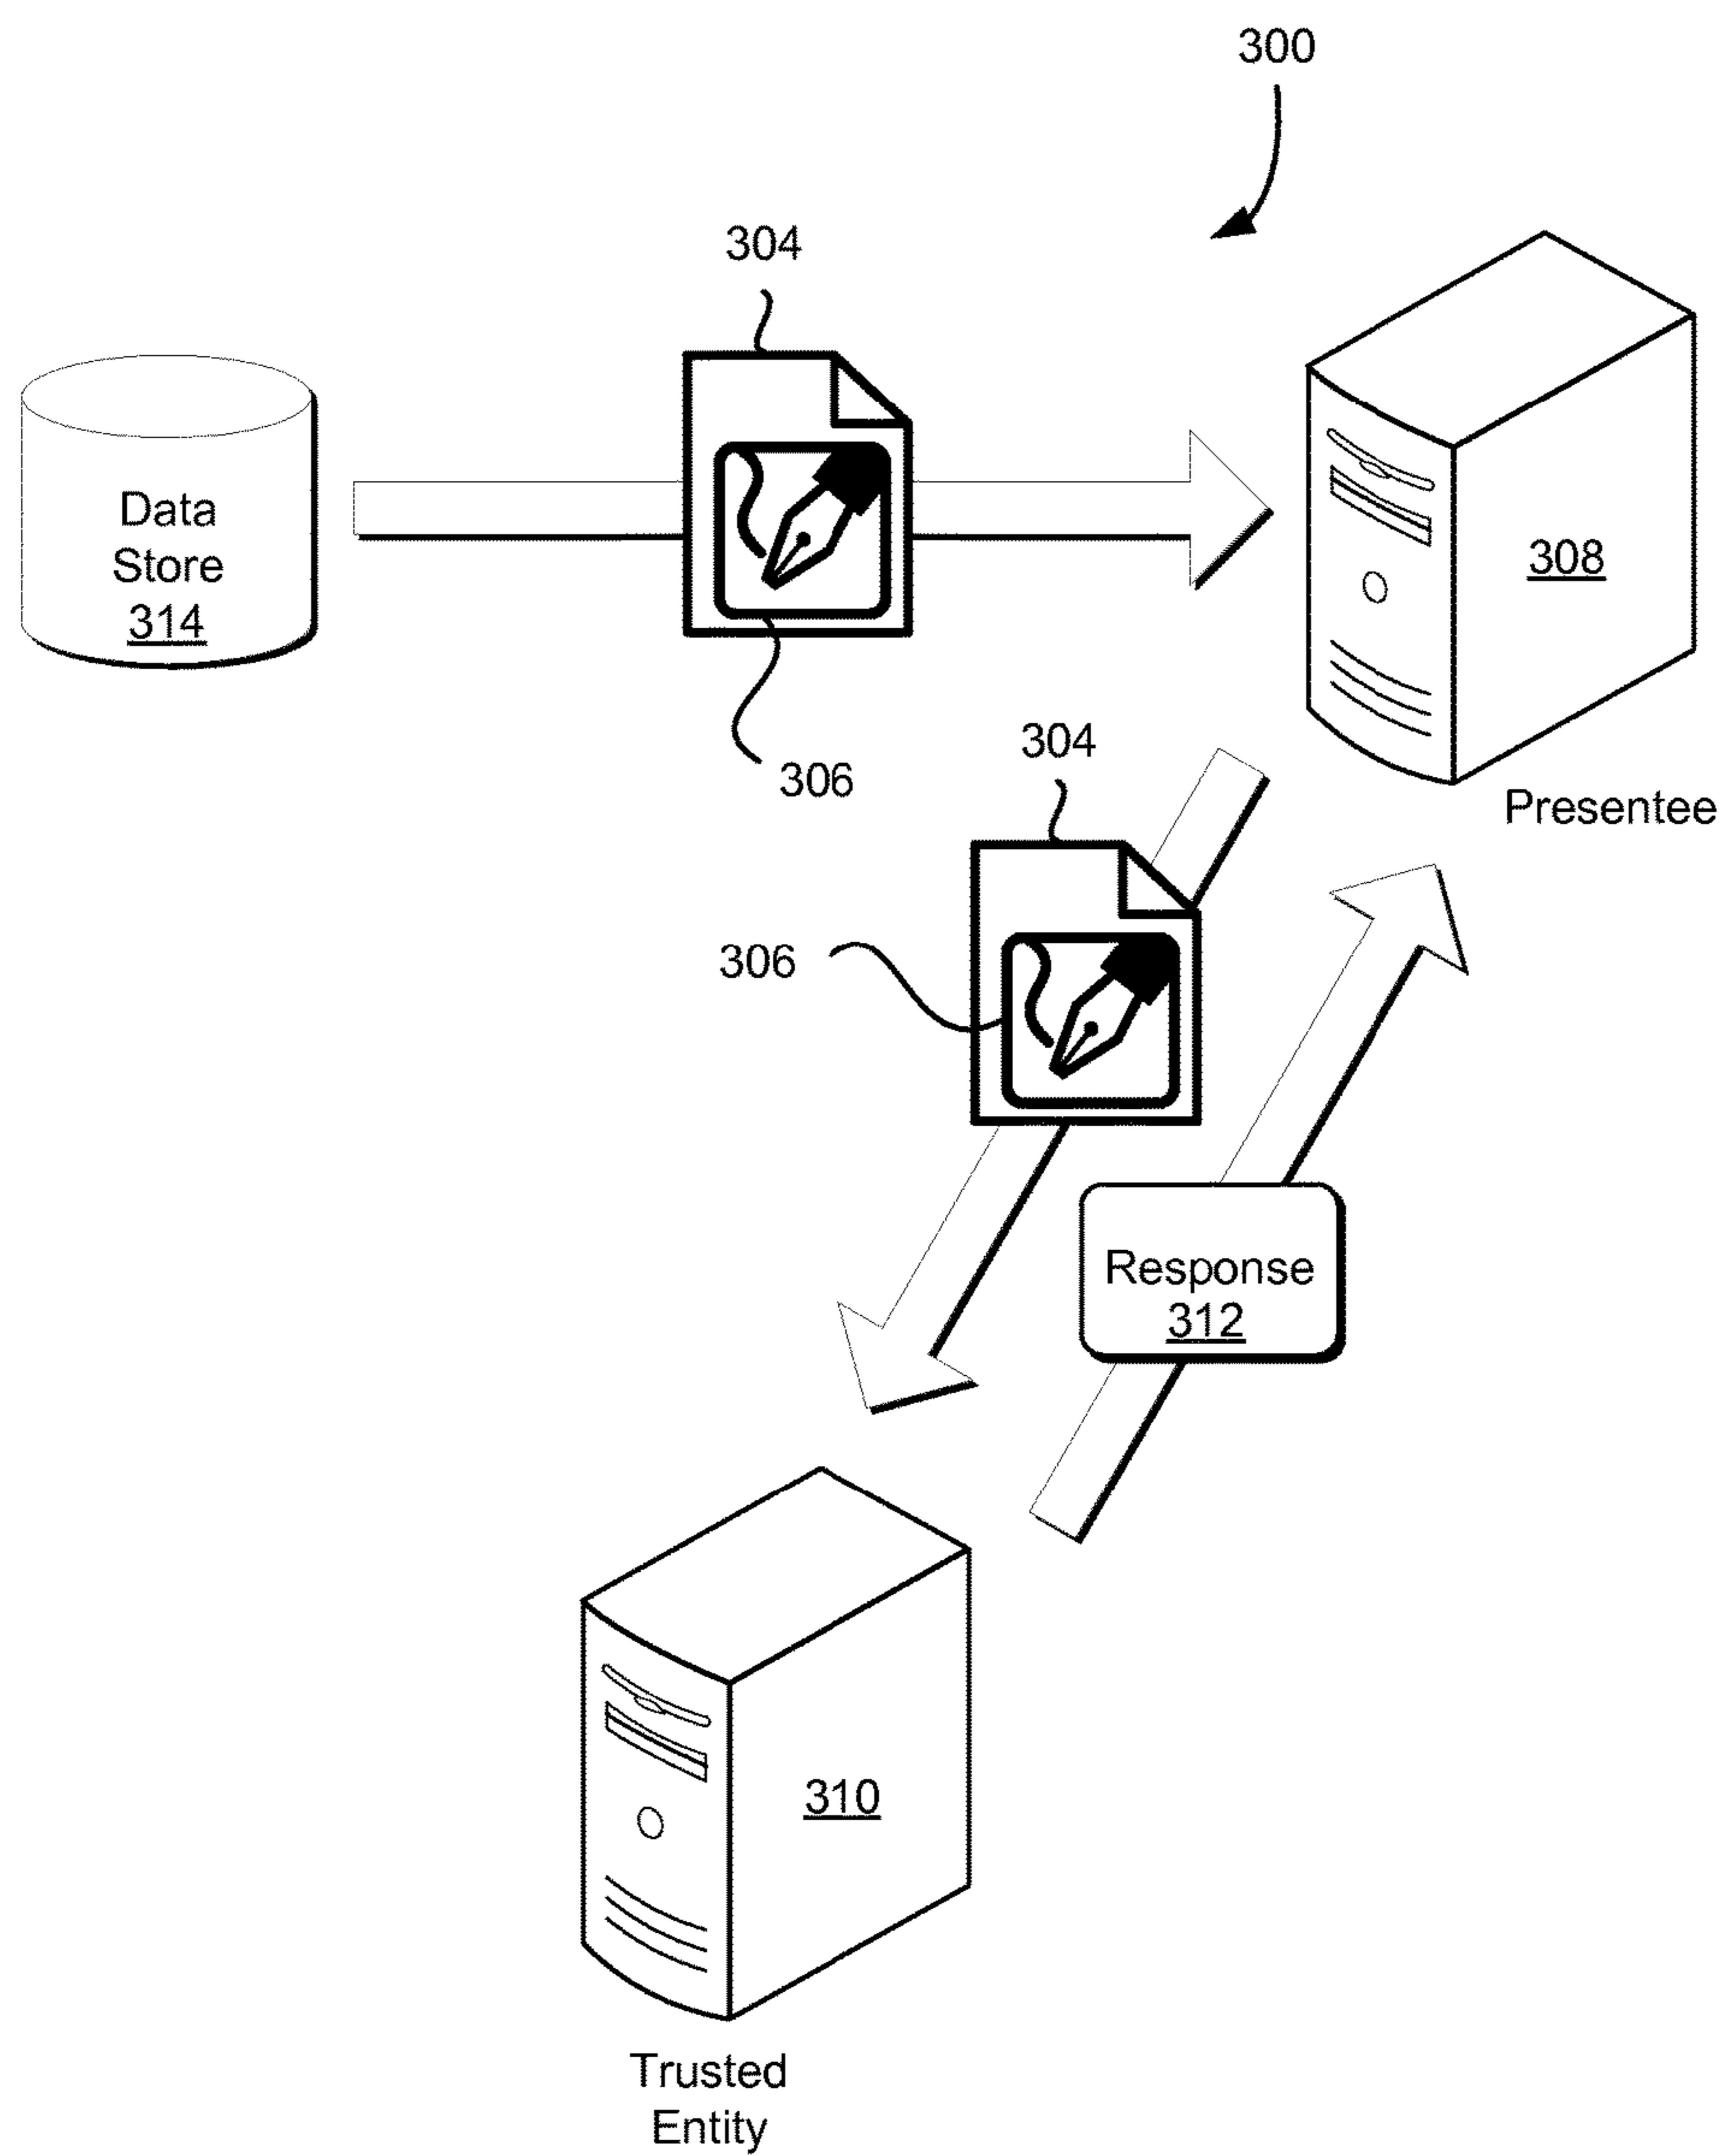 300
304
Data
Store
314
308
306
304
Presentee
306
Response
312
310
Trusted
Entity